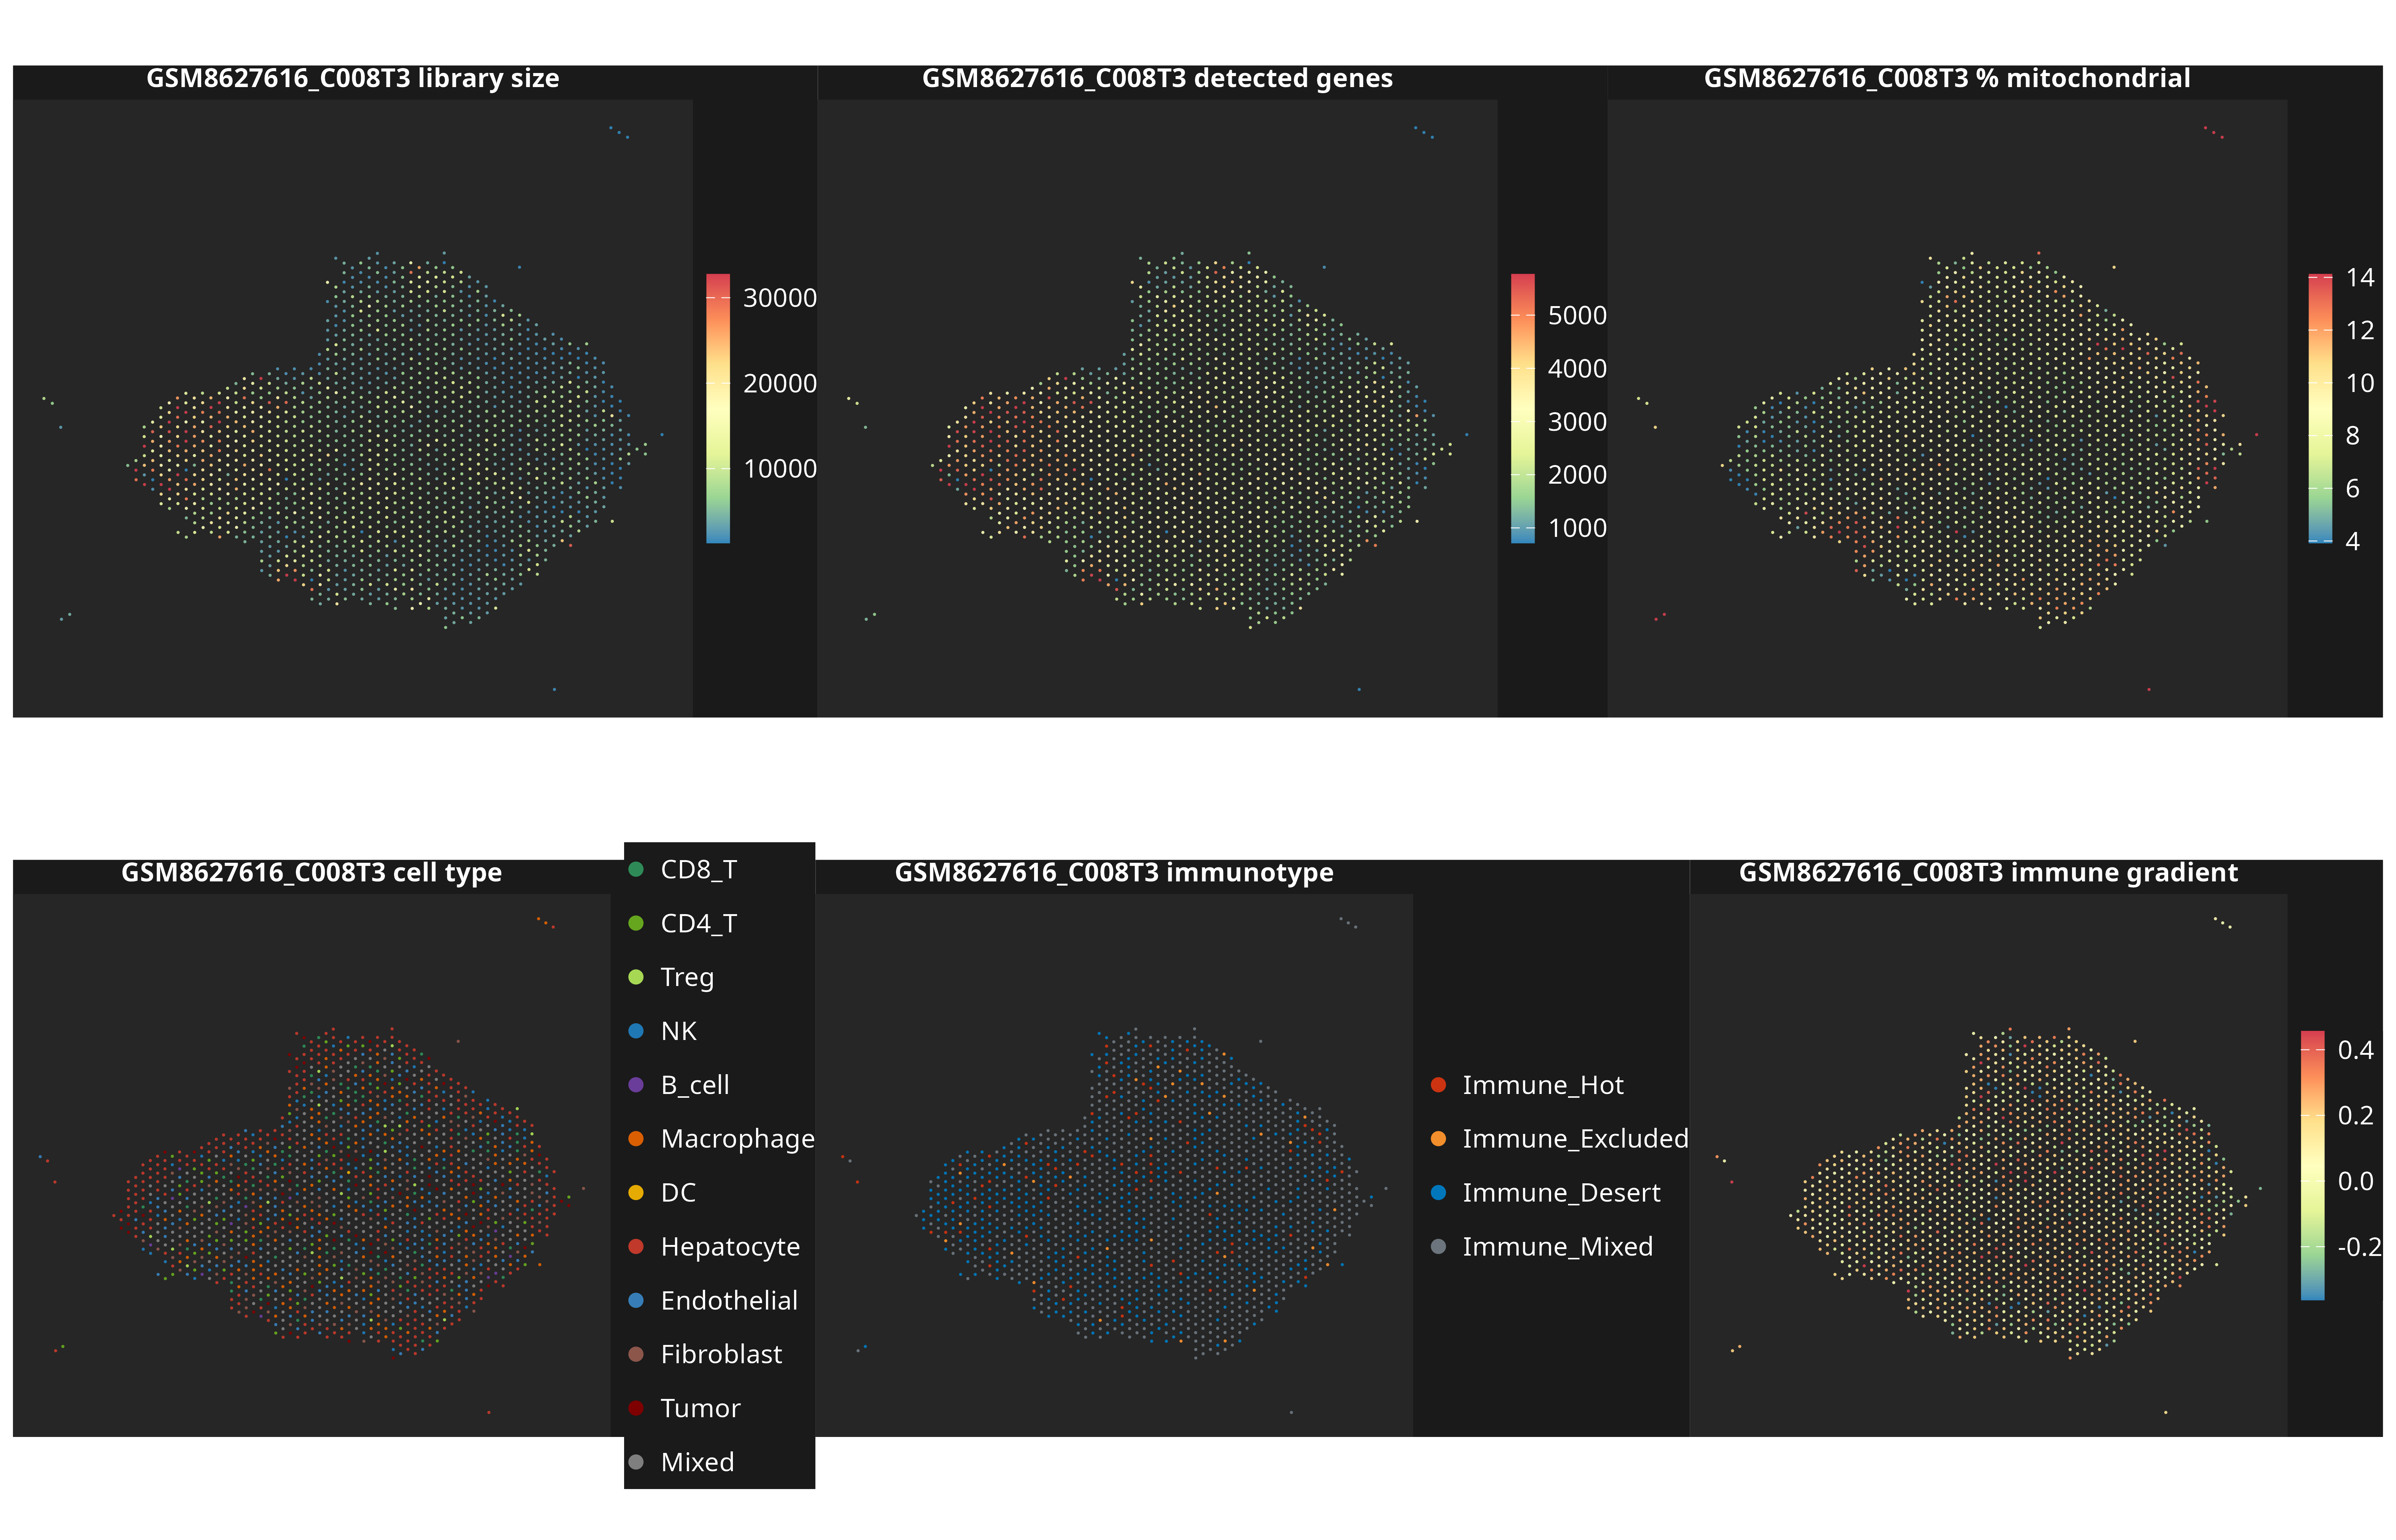 GSM8627616_C008T3 library size
30000
20000
10000
GSM8627616_C008T3 detected genes
5000
4000
3000
2000
1000
GSM8627616_C008T3 % mitochondrial
14
12
10
8
6
4
GSM8627616_C008T3 cell type
CD8_T
CD4_T
Treg
NK
B_cell
Macrophage
DC
Hepatocyte
Endothelial
Fibroblast
Tumor
Mixed
GSM8627616_C008T3 immunotype
Immune_Hot
Immune_Excluded
Immune_Desert
Immune_Mixed
GSM8627616_C008T3 immune gradient
0.4
0.2
0.0
-0.2